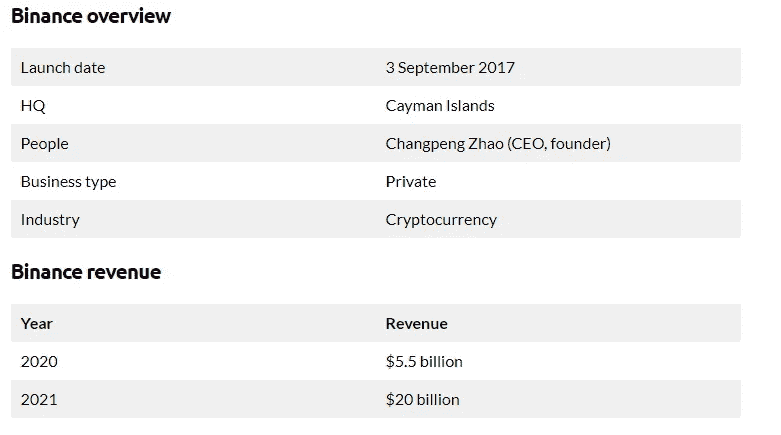 Binance overview
Launch date 3 September 2017
HQ Cayman Islands
People Changpeng Zhao (CEO, founder)
Business type Private
Industry Cryptocurrency
Binance revenue
Year Revenue
2020 $5.5 billion
2021 $20 billion